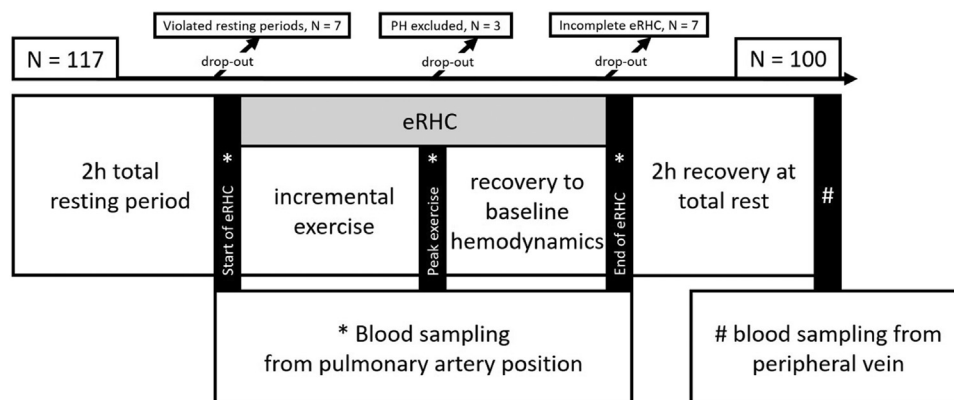 Violated resting periods, N = 7
PH excluded, N = 3
Incomplete eRHC, N = 7
N = 117
drop-out
drop-out
drop-out
N = 100
eRHC
2h total
resting period
Start of eRHC
*
incremental
exercise
Peak exercise
*
recovery to
baseline
hemodynamics
End of eRHC
*
2h recovery at
total rest
#
* Blood sampling
from pulmonary artery position
# blood sampling from
peripheral vein